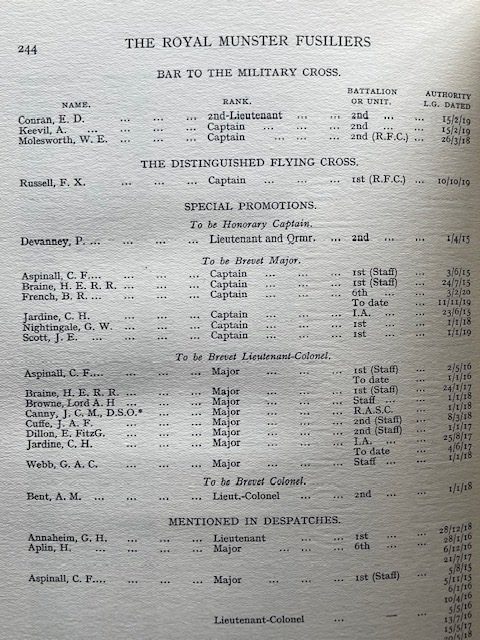 244 THE ROYAL MUNSTER FUSILIERS
BAR TO THE MILITARY CROSS.
NAME. RANK. BATTALION OR UNIT. AUTHORITY L.G. DATED
Conran, E. D. ... ... ... 2nd-Lieutenant ... ... 2nd ... ... 15/2/19
Keevil, A. ... ... ... ... Captain ... ... ... 2nd ... ... 15/2/19
Molesworth, W. E. ... ... ... Captain ... ... ... 2nd (R.F.C.) ... 26/3/18
THE DISTINGUISHED FLYING CROSS.
Russell, F. X. ... ... ... Captain ... ... ... 1st (R.F.C.) ... 10/10/19
SPECIAL PROMOTIONS.
To be Honorary Captain.
Devanney, P. ... ... ... ... Lieutenant and Qrmr. ... 2nd ... ... 1/4/15
To be Brevet Major.
Aspinall, C. F.... ... ... ... Captain ... ... ... 1st (Staff) ... 3/6/15
Braine, H. E. R. R. ... ... ... Captain ... ... ... 1st (Staff) ... 24/7/15
French, B. R. ... ... ... ... Captain ... ... ... 6th ... ... 3/2/20
To date ... 11/11/19
Jardine, C. H. ... ... ... Captain ... ... ... I.A. ... ... 23/6/15
Nightingale, G. W. ... ... ... Captain ... ... ... 1st ... ... 1/1/18
Scott, J. E. ... ... ... ... Captain ... ... ... 1st ... ... 1/1/19
To be Brevet Lieutenant-Colonel.
Aspinall, C. F.... ... ... ... Major ... ... ... 1st (Staff) ... 2/5/16
To date ... 1/1/16
Braine, H. E. R. R. ... ... ... Major ... ... ... 1st (Staff) ... 24/1/17
Browne, Lord A. H ... ... ... Major ... ... ... Staff ... ... 1/1/18
Canny, J. C. M., D.S.O.* ... ... Major ... ... ... R.A.S.C. ... 1/1/18
Cuffe, J. A. F. ... ... ... Major ... ... ... 2nd (Staff) ... 8/3/18
Dillon, E. FitzG. ... ... ... Major ... ... ... 2nd (Staff) ... 1/1/17
Jardine, C. H. ... ... ... Major ... ... ... I.A. ... ... 25/8/17
To date ... 4/6/17
Webb, G. A. C. ... ... ... Major ... ... ... Staff ... ... 1/1/18
To be Brevet Colonel.
Bent, A. M. ... ... ... ... Lieut.-Colonel ... ... 2nd ... ... 1/1/18
MENTIONED IN DESPATCHES.
Annaheim, G. H. ... ... ... Lieutenant ... ... 1st ... ... 28/12/18
Aplin, H. ... ... ... ... Major ... ... ... 6th ... ... 28/1/16
6/12/16
21/7/17
Aspinall, C. F.... ... ... ... Major ... ... ... 1st (Staff) ... 5/8/15
5/11/15
6/1/16
10/4/16
5/5/16
Lieutenant-Colonel ... — ... 13/7/16
15/5/17